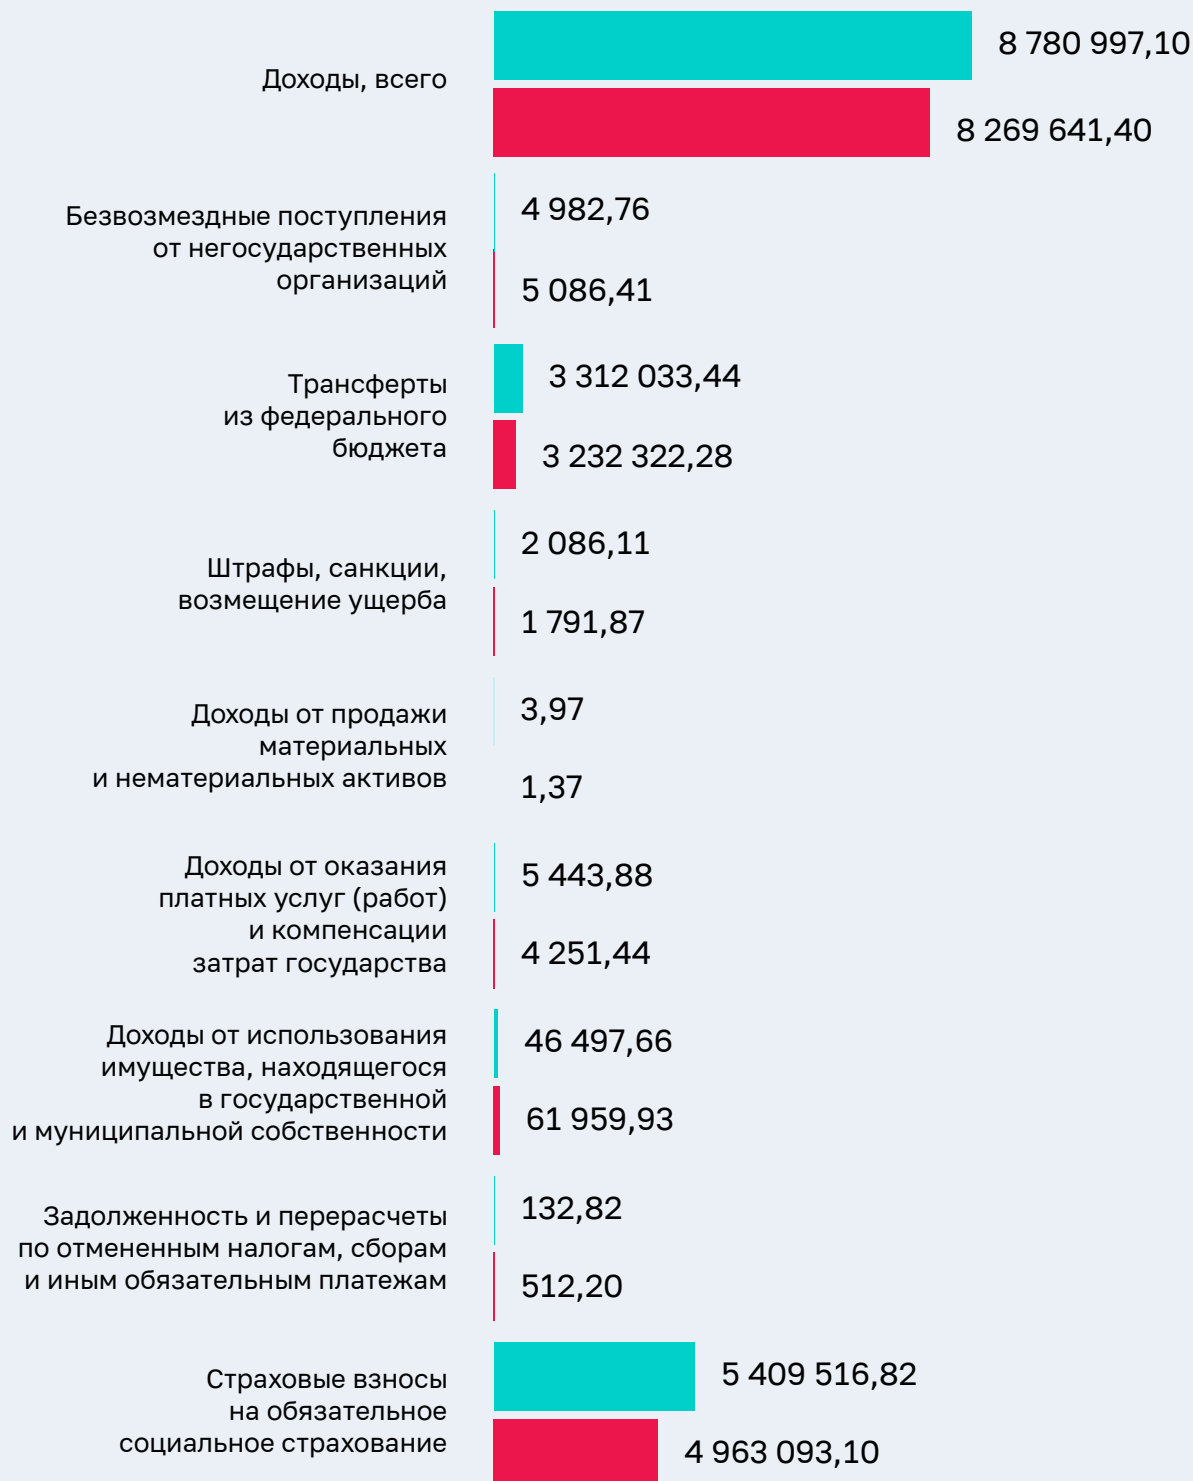 Доходы, всего
8 780 997,10
8 269 641,40
Безвозмездные поступления
от негосударственных
организаций
4 982,76
5 086,41
Трансферты
из федерального
бюджета
3 312 033,44
3 232 322,28
Штрафы, санкции,
возмещение ущерба
2 086,11
1 791,87
Доходы от продажи
материальных
и нематериальных активов
3,97
1,37
Доходы от оказания
платных услуг (работ)
и компенсации
затрат государства
5 443,88
4 251,44
Доходы от использования
имущества, находящегося
в государственной
и муниципальной собственности
46 497,66
61 959,93
Задолженность и перерасчеты
по отмененным налогам, сборам
и иным обязательным платежам
132,82
512,20
Страховые взносы
на обязательное
социальное страхование
5 409 516,82
4 963 093,10